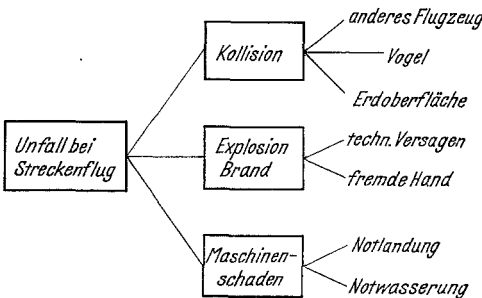 anderes Flugzeug
Kollision
Vogel
Erdoberfläche
Unfall bei
Streckenflug
Explosion
Brand
techn. Versagen
fremde Hand
Maschinen-
schaden
Notlandung
Notwasserung